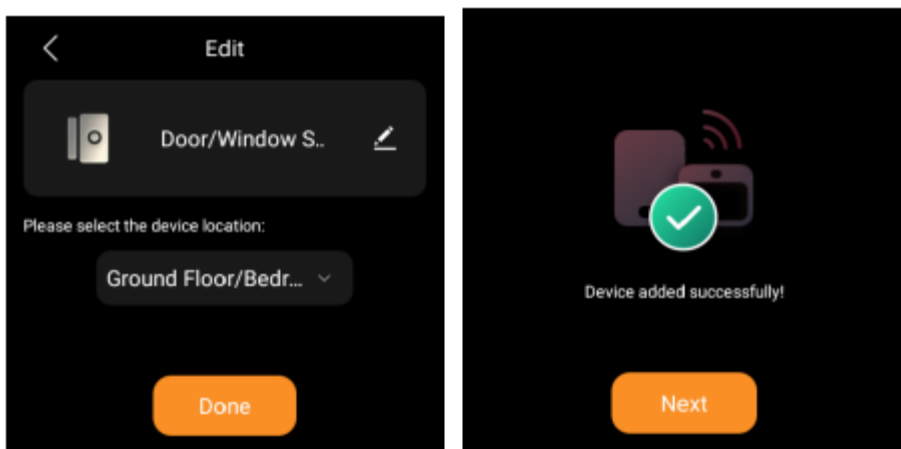 Edit
Door/Window S..
Please select the device location:
Ground Floor/Bedr...
Done
Device added successfully!
Next